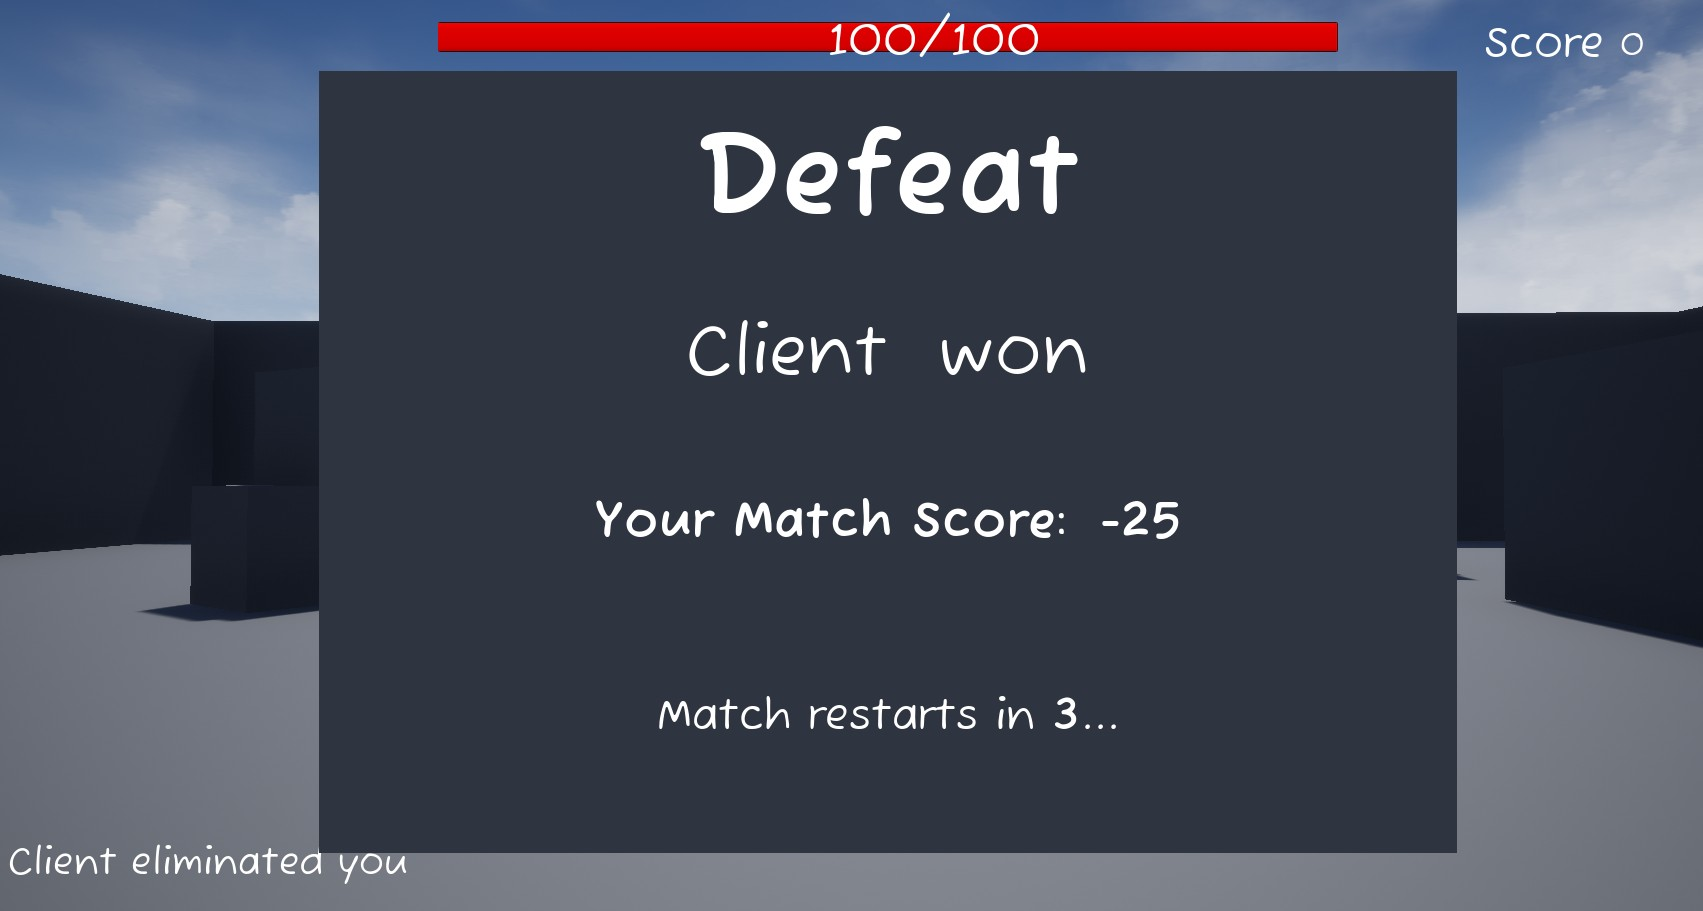 100/100
Score 0
Defeat
Client won
Your Match Score: -25
Match restarts in 3...
Client eliminated you